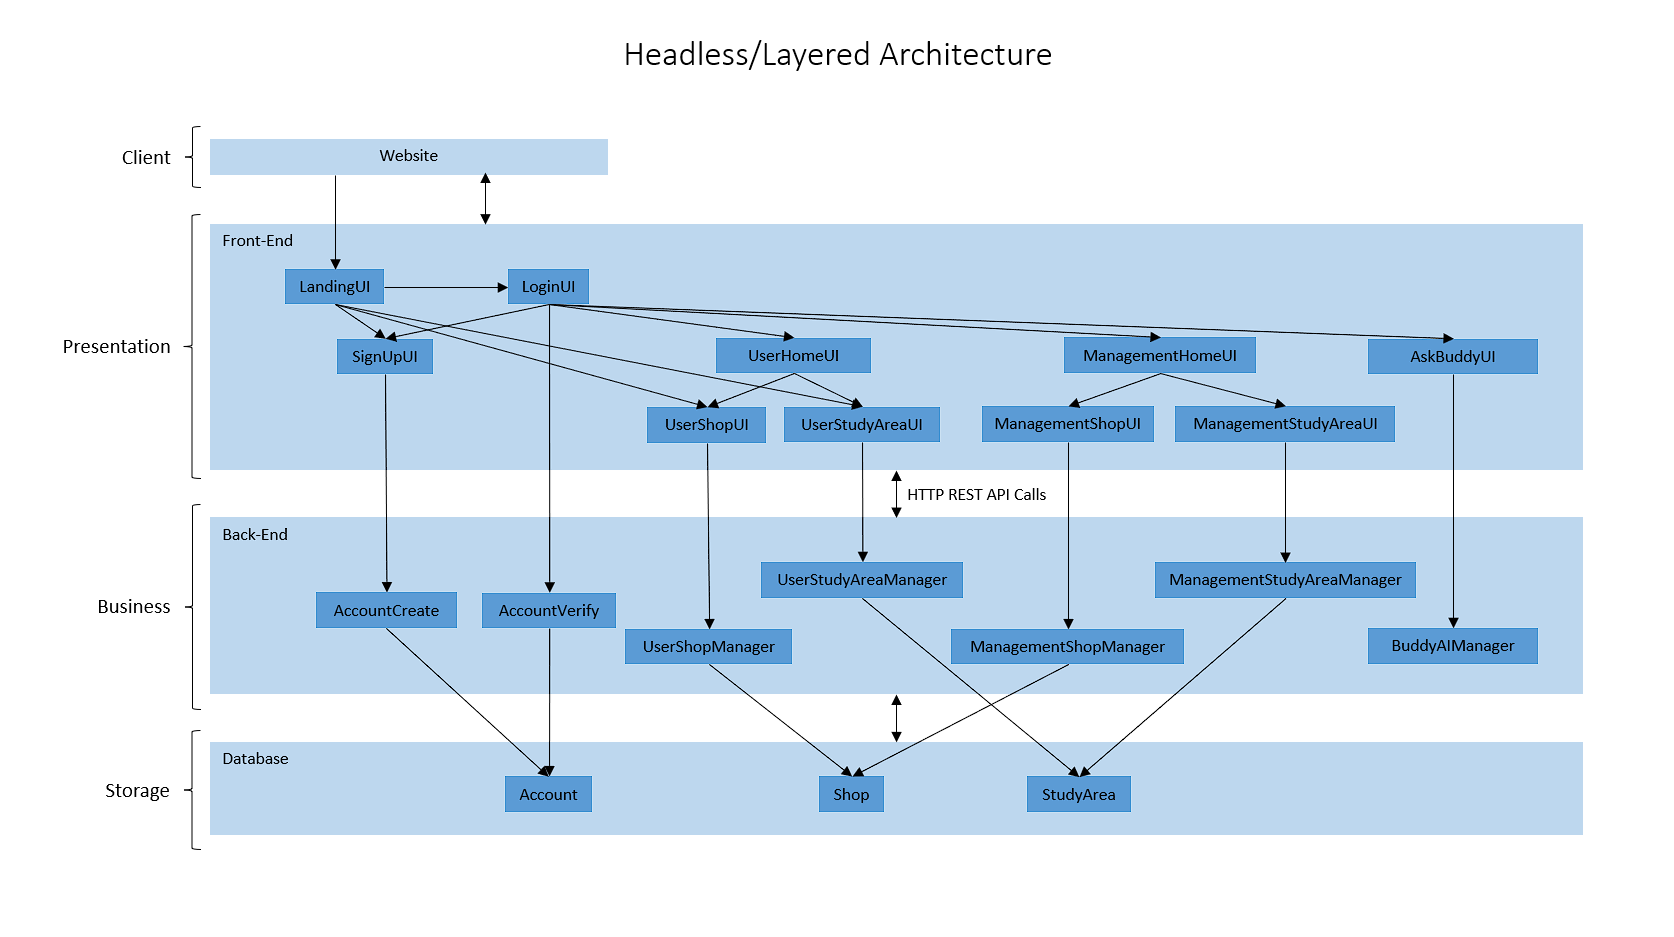 Headless/Layered Architecture
Client
Website
Presentation
Front-End
LandingUI
LoginUI
SignUpUI
UserHomeUI
ManagementHomeUI
AskBuddyUI
UserShopUI
UserStudyAreaUI
ManagementShopUI
ManagementStudyAreaUI
HTTP REST API Calls
Business
Back-End
UserStudyAreaManager
ManagementStudyAreaManager
AccountCreate
AccountVerify
UserShopManager
ManagementShopManager
BuddyAIManager
Storage
Database
Account
Shop
StudyArea